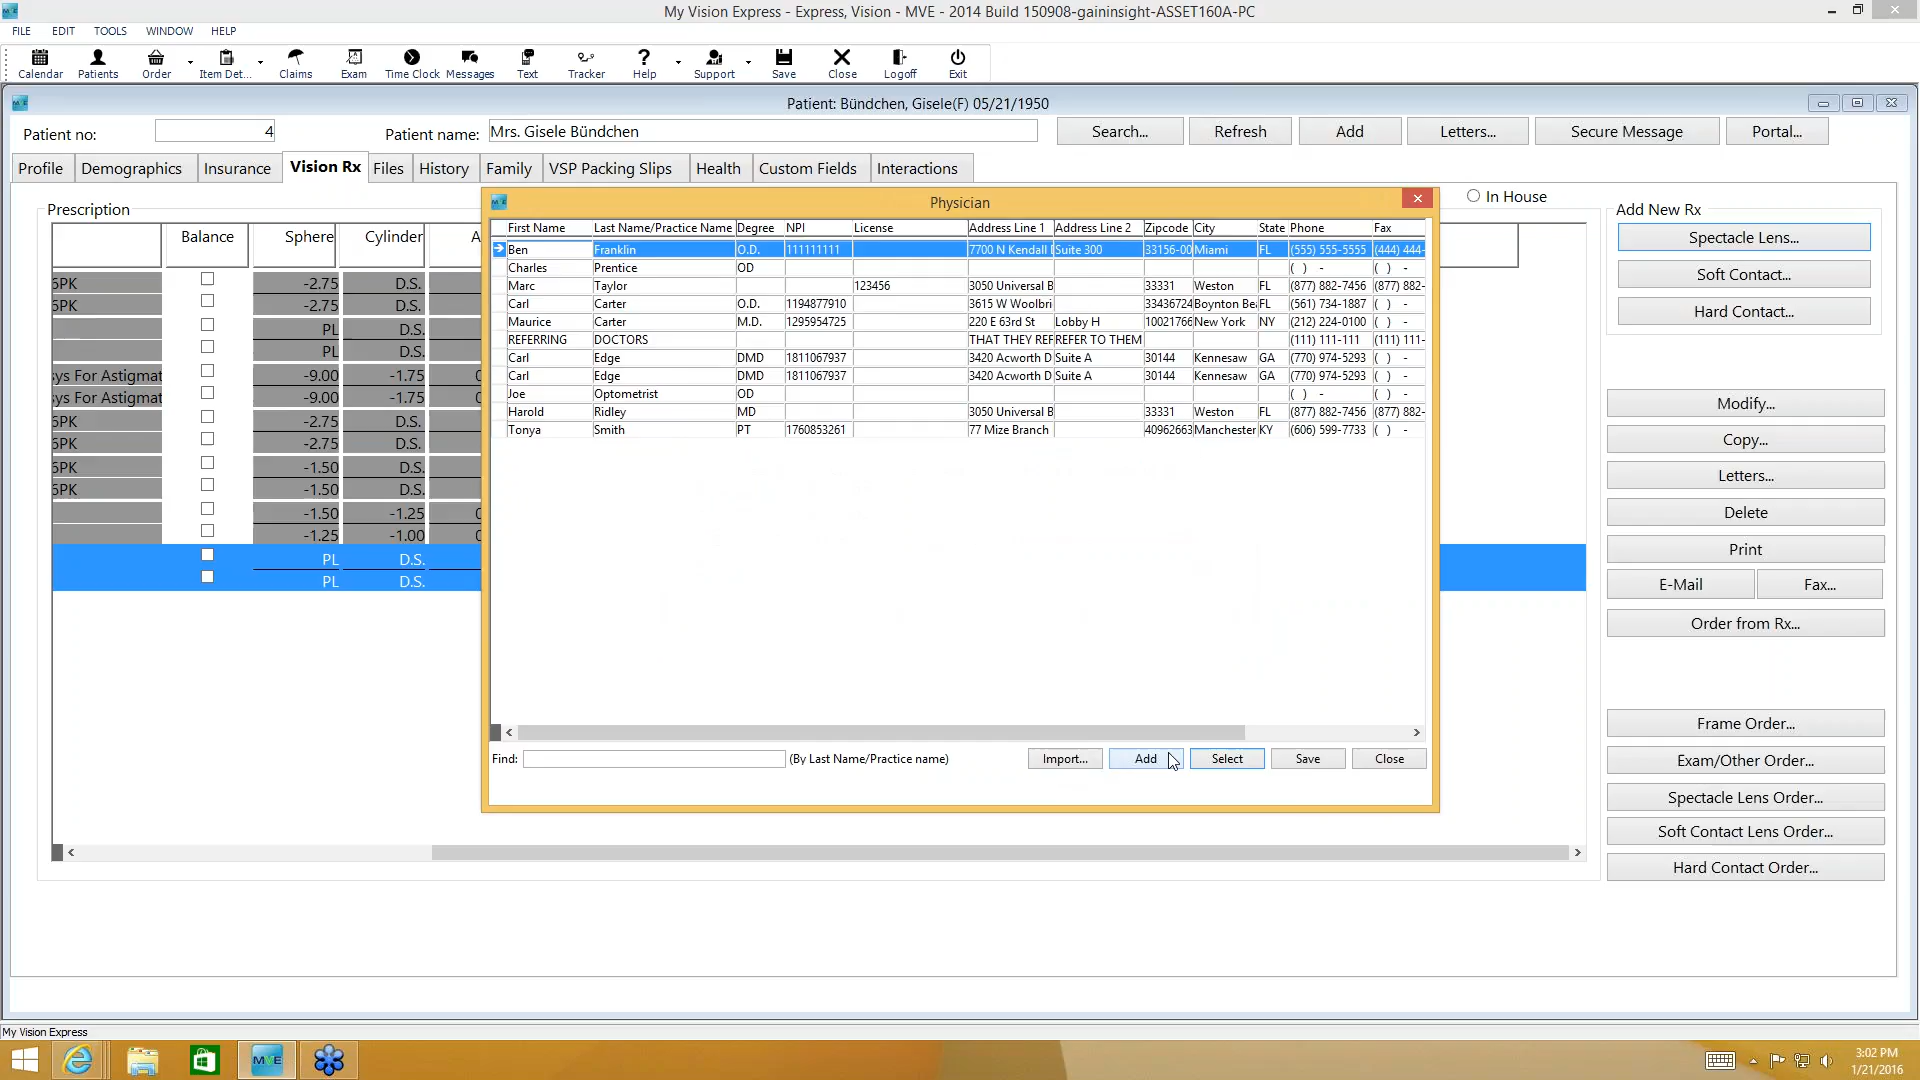 My Vision Express - Express, Vision - MVE - 2014 Build 150908-gaininsight-ASSET160A-PC
FILE EDIT TOOLS WINDOW HELP
Calendar Patients Order Item Det... Claims Exam Time Clock Messages Text Tracker Help Support Save Close Logoff Exit
Patient: Bündchen, Gisele(F) 05/21/1950
Patient no: 4 Patient name: Mrs. Gisele Bündchen Search... Refresh Add Letters... Secure Message Portal...
Profile Demographics Insurance Vision Rx Files History Family VSP Packing Slips Health Custom Fields Interactions
In House
Prescription
Balance Sphere Cylinder A
6PK -2.75 D.S.
-2.75 D.S.
PL D.S.
PL D.S.
sys For Astigmat -9.00 -1.75 0
sys For Astigmat -9.00 -1.75 0
6PK -2.75 D.S.
6PK -2.75 D.S.
6PK -1.50 D.S.
6PK -1.50 D.S.
-1.50 -1.25 0
-1.25 -1.00 0
PL D.S.
PL D.S.
Physician
First Name Last Name/Practice Name Degree NPI License Address Line 1 Address Line 2 Zipcode City State Phone Fax
Ben Franklin O.D. 111111111 7700 N Kendall Suite 300 33156-00 Miami FL (555) 555-5555 (444) 444-
Charles Prentice OD ( ) - ( ) -
Marc Taylor 123456 3050 Universal B 33331 Weston FL (877) 882-7456 (877) 882-
Carl Carter O.D. 1194877910 3615 W Woolbri 33436724 Boynton Be FL (561) 734-1887 ( ) -
Maurice Carter M.D. 1295954725 220 E 63rd St Lobby H 10021766 New York NY (212) 224-0100 ( ) -
REFERRING DOCTORS THAT THEY REF REFER TO THEM (111) 111-111 (111) 111-
Carl Edge DMD 1811067937 3420 Acworth D Suite A 30144 Kennesaw GA (770) 974-5293 ( ) -
Carl Edge DMD 1811067937 3420 Acworth D Suite A 30144 Kennesaw GA (770) 974-5293 ( ) -
Joe Optometrist OD ( ) - ( ) -
Harold Ridley MD 3050 Universal B 33331 Weston FL (877) 882-7456 (877) 882-
Tonya Smith PT 1760853261 77 Mize Branch 40962663 Manchester KY (606) 599-7733 ( ) -
Find: (By Last Name/Practice name) Import... Add Select Save Close
Add New Rx
Spectacle Lens...
Soft Contact...
Hard Contact...
Modify...
Copy...
Letters...
Delete
Print
E-Mail Fax...
Order from Rx...
Frame Order...
Exam/Other Order...
Spectacle Lens Order...
Soft Contact Lens Order...
Hard Contact Order...
My Vision Express
MVE
3:02 PM
1/21/2016